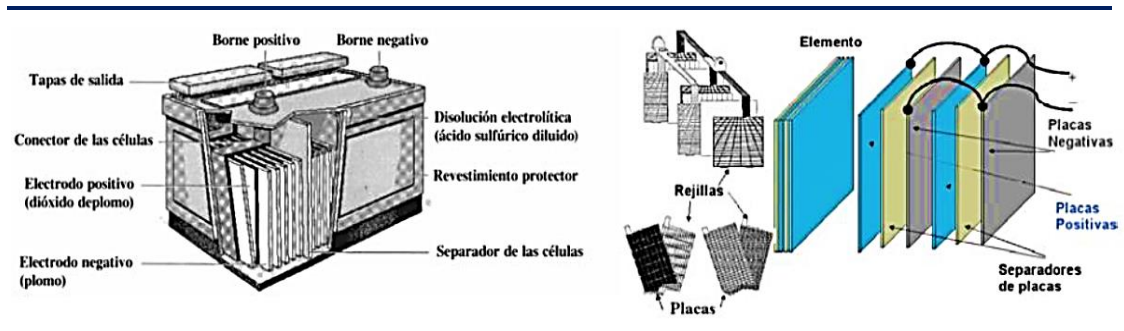 Borne positivo
Borne negativo
Tapas de salida
Conector de las células
Electrodo positivo
(dióxido deplomo)
Electrodo negativo
(plomo)
Disolución electrolítica
(ácido sulfúrico diluido)
Revestimiento protector
Separador de las células
Elemento
Rejillas
Placas
+
–
Placas
Negativas
Placas
Positivas
Separadores
de placas